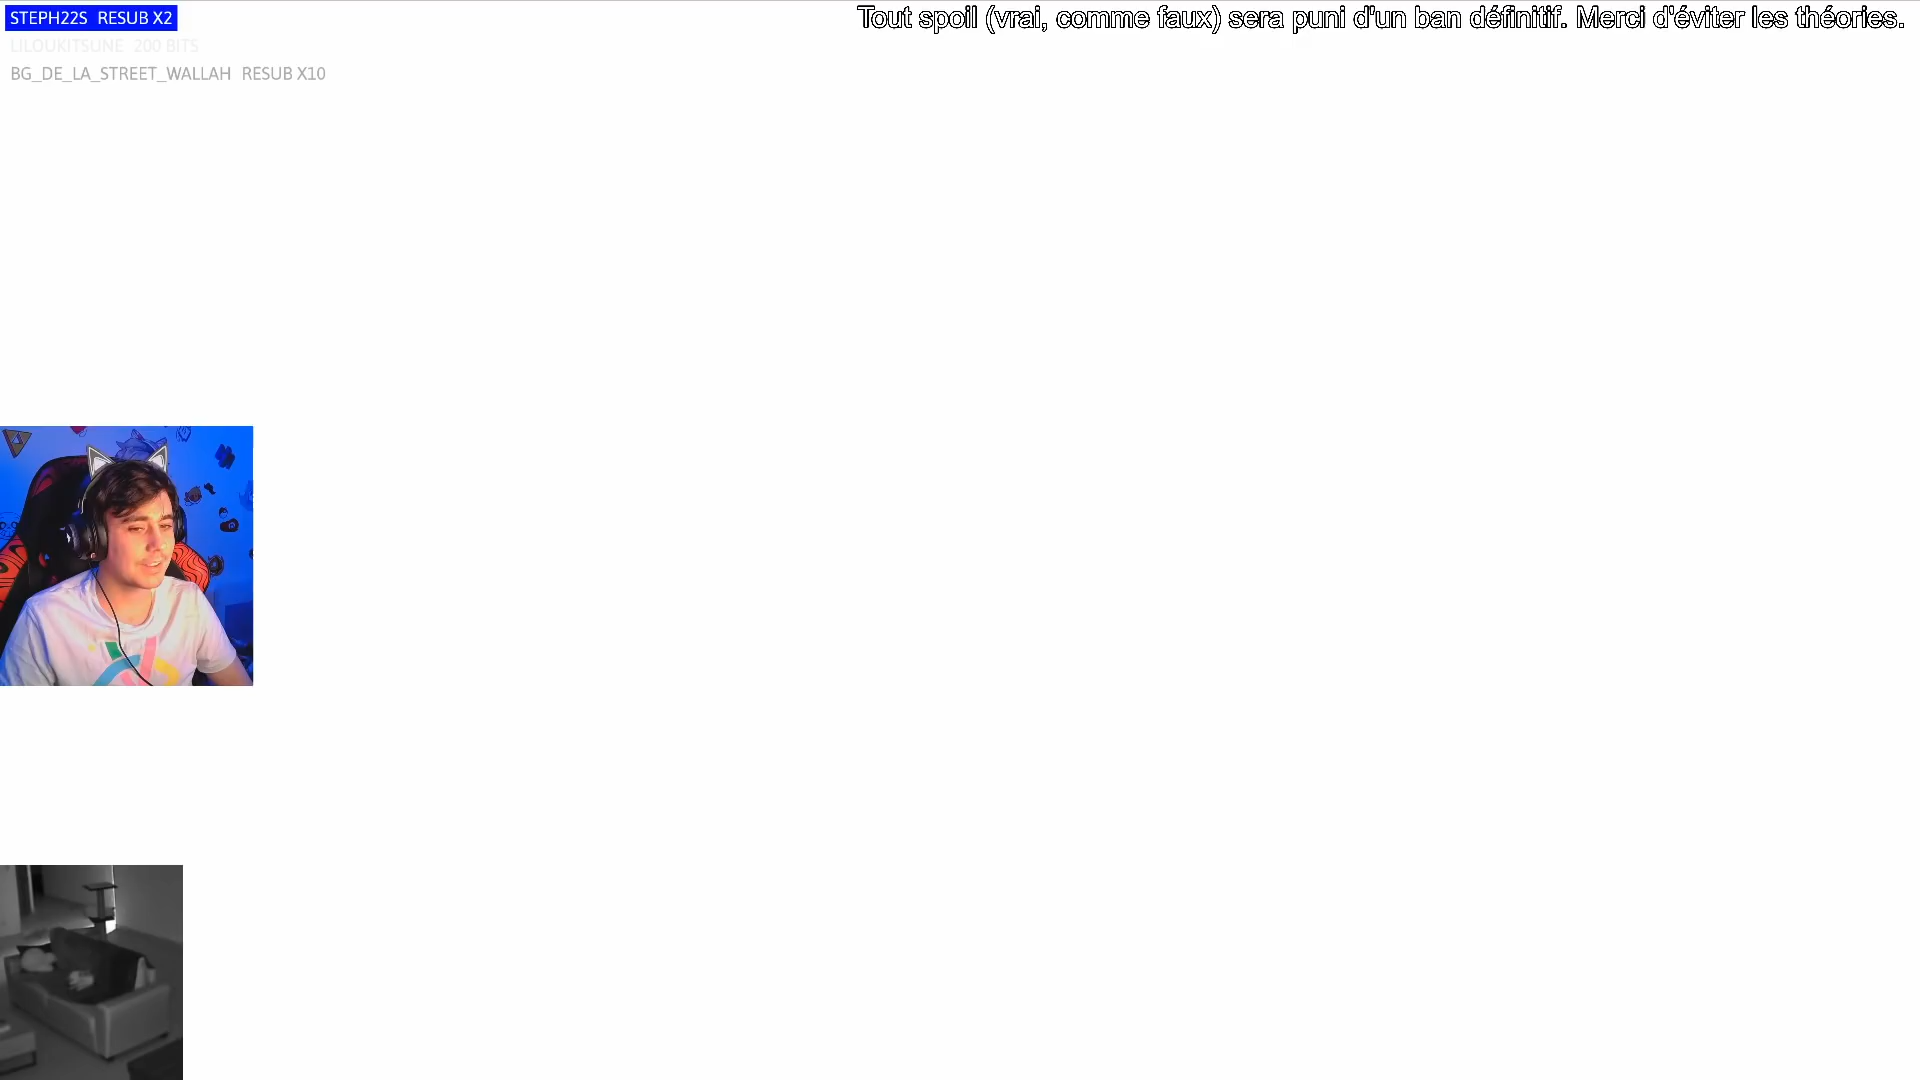 STEPH22S RESUB X2
Tout spoil (vrai, comme faux) sera puni d'un ban définitif. Merci d'éviter les théories.
LILOUKITSUNE 200 BITS
BG_DE_LA_STREET_WALLAH RESUB X10